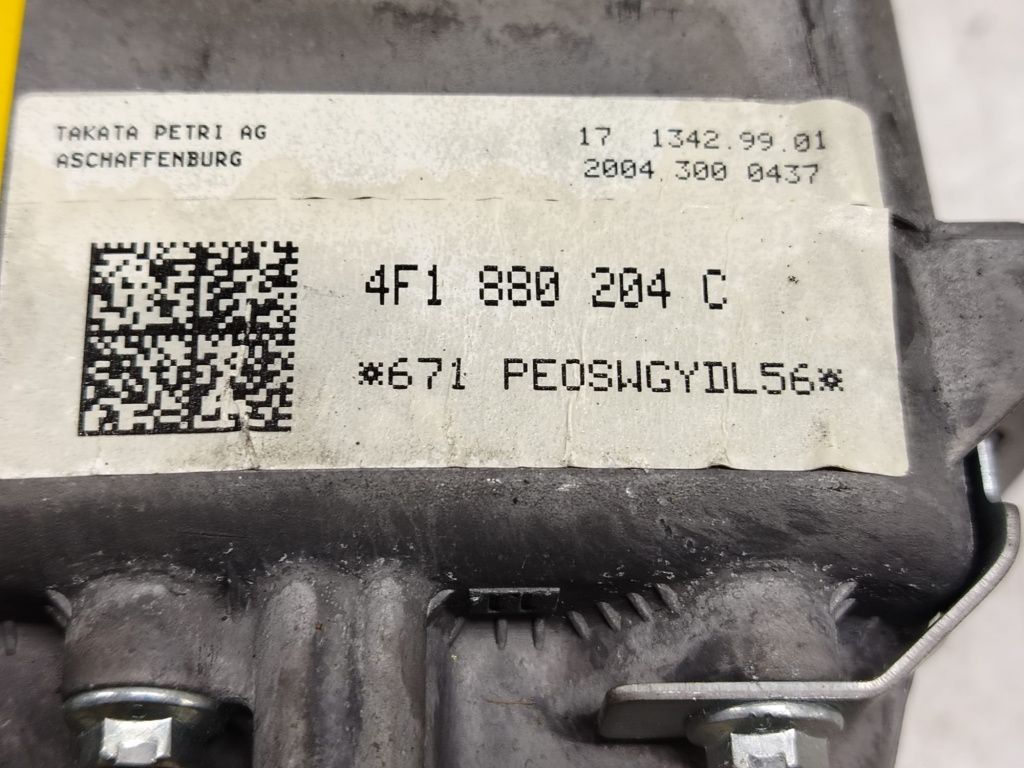 TAKATA PETRI AG
ASCHAFFENBURG
17 1342.99.01
2004 300 0437
4F1 880 204 C
*671 PEOSWGYDL56*